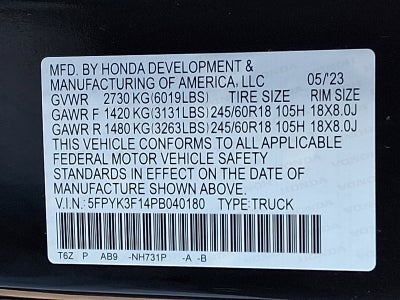 MFD. BY HONDA DEVELOPMENT &
MANUFACTURING OF AMERICA, LLC 05/'23
GVWR 2730 KG(6019LBS) TIRE SIZE RIM SIZE
GAWR F 1420 KG(3131LBS) 245/60R18 105H 18X8.0J
GAWR R 1480 KG(3263LBS) 245/60R18 105H 18X8.0J
THIS VEHICLE CONFORMS TO ALL APPLICABLE
FEDERAL MOTOR VEHICLE SAFETY
STANDARDS IN EFFECT ON THE DATE OF
MANUFACTURE SHOWN ABOVE.
V.I.N.: 5FPYK3F14PB040180 TYPE:TRUCK
T6Z P AB9 -NH731P -A -B